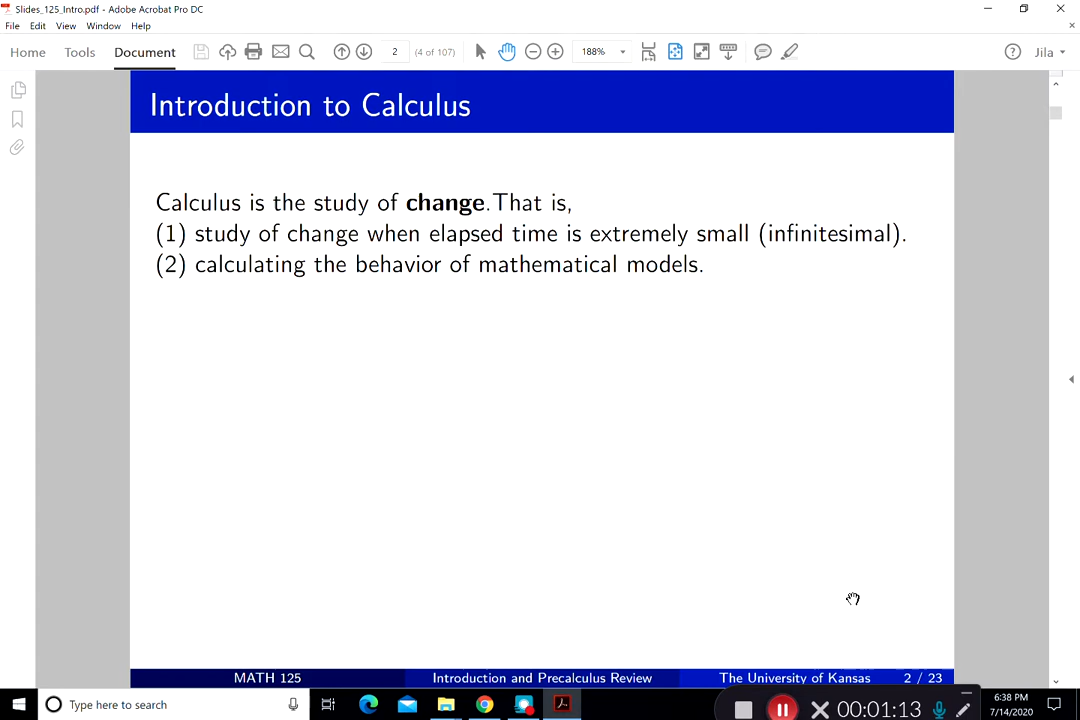 Slides_125_Intro.pdf - Adobe Acrobat Pro DC
File Edit View Window Help
Home Tools Document 2 (4 of 107) 188% Jila
Introduction to Calculus
Calculus is the study of change.That is,
(1) study of change when elapsed time is extremely small (infinitesimal).
(2) calculating the behavior of mathematical models.
MATH 125 Introduction and Precalculus Review The University of Kansas 2 / 23
Type here to search 00:01:13 6:38 PM
7/14/2020